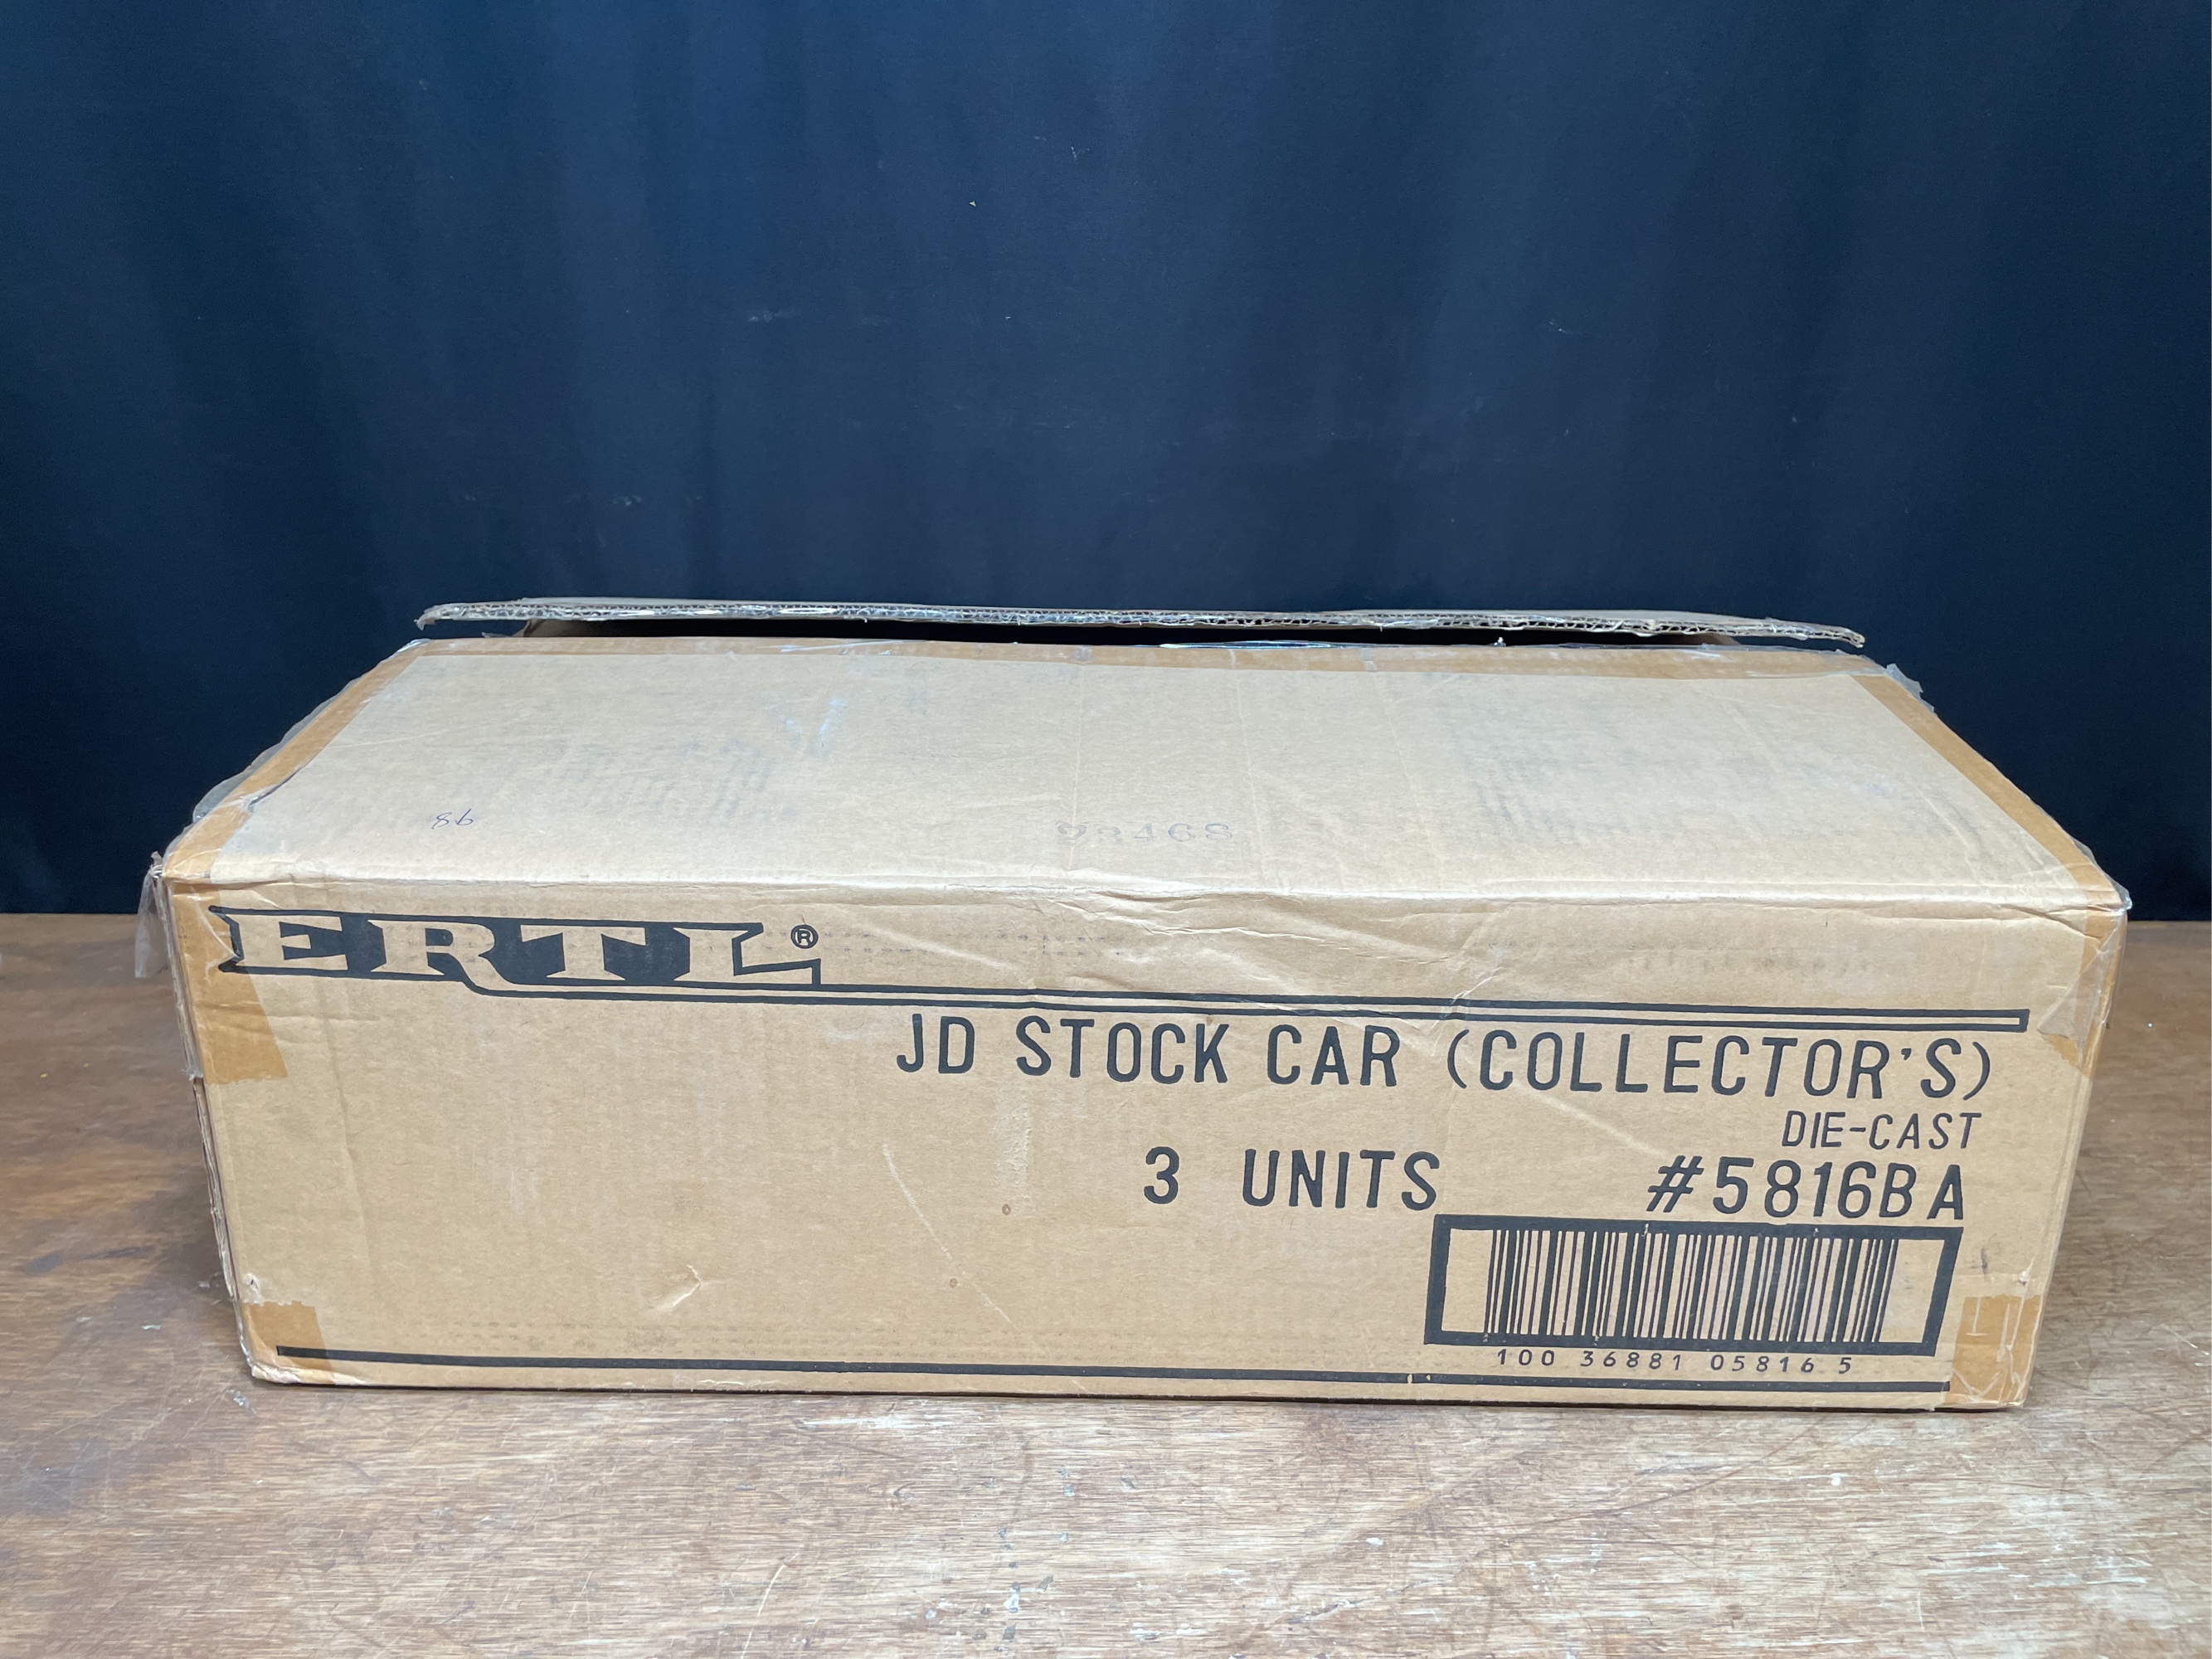 ERTL®
JD STOCK CAR (COLLECTOR'S)
DIE-CAST
3 UNITS #5816BA
100 36881 05816 5